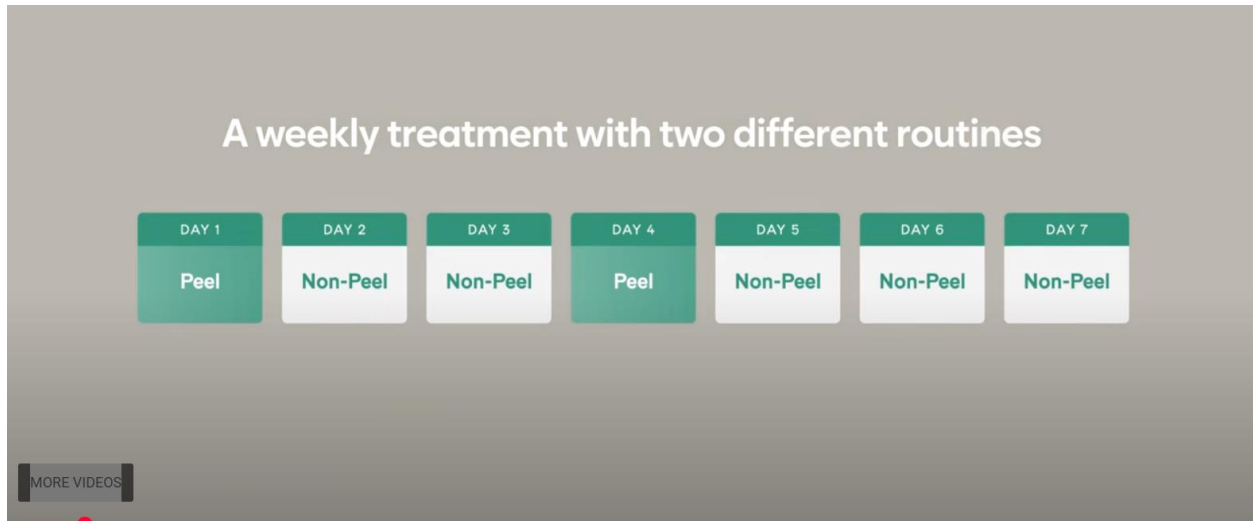 A weekly treatment with two different routines
DAY 1 DAY 2 DAY 3 DAY 4 DAY 5 DAY 6 DAY 7
Peel Non-Peel Non-Peel Peel Non-Peel Non-Peel Non-Peel
MORE VIDEOS